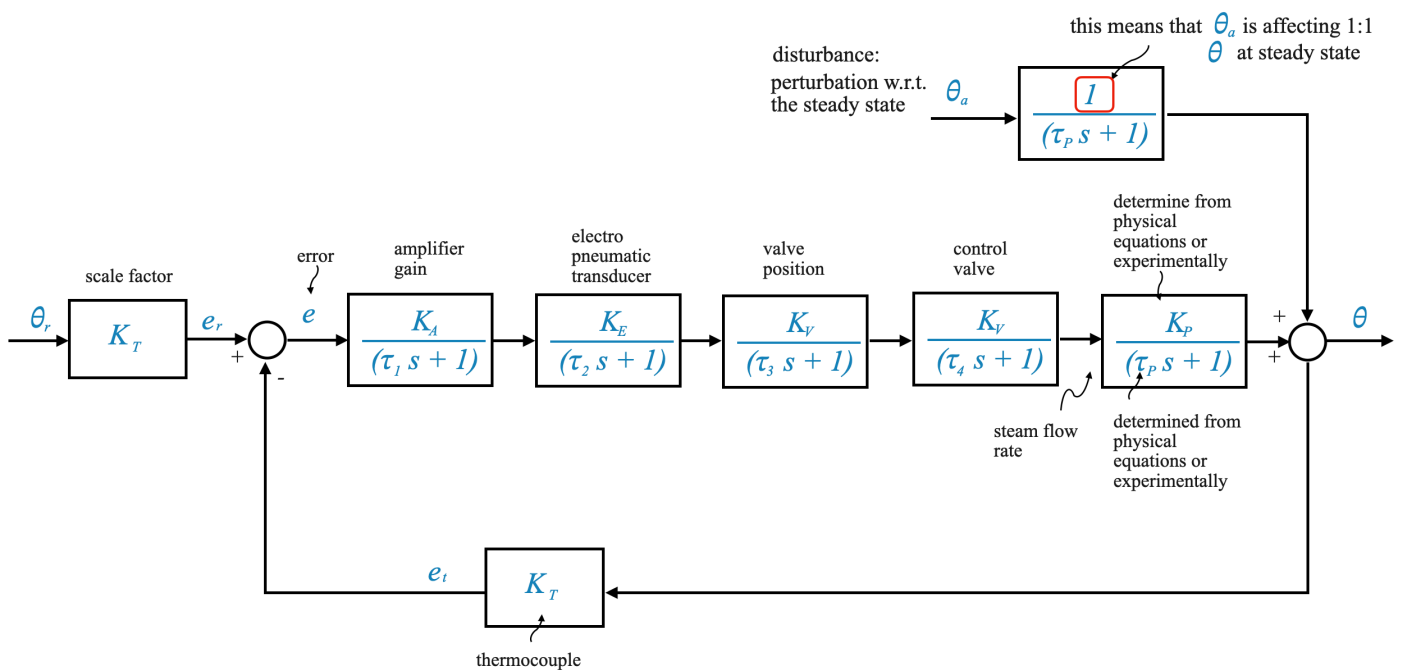 this means that θa is affecting 1:1
θ at steady state
disturbance:
perturbation w.r.t.
the steady state
θa
1
(τP s + 1)
determine from
physical
equations or
experimentally
electro
pneumatic
transducer
valve
position
control
valve
amplifier
gain
error
scale factor
θr
KT
er
+
-
e
KA
(τ1 s + 1)
KE
(τ2 s + 1)
KV
(τ3 s + 1)
KV
(τ4 s + 1)
KP
(τP s + 1)
+
+
θ
steam flow
rate
determined from
physical
equations or
experimentally
et
KT
thermocouple